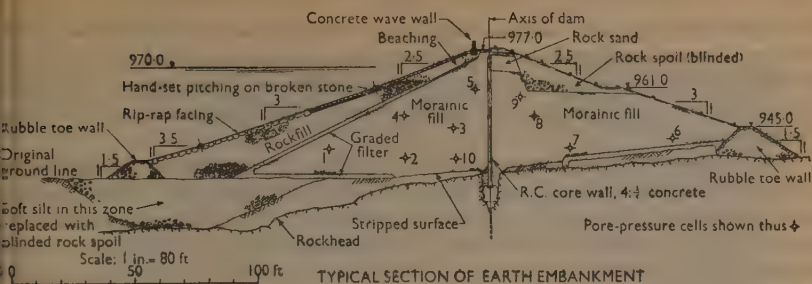 Concrete wave wall
Axis of dam
Beaching
977·0
Rock sand
970·0
2·5
2·5
Rock spoil (blinded)
Hand-set pitching on broken stone
961·0
3
3
Rip-rap facing
Morainic
fill
Morainic fill
945·0
Rubble toe wall
3·5
Rockfill
5
4
3
9
8
7
6
1·5
Original
ground line
1·5
Graded
filter
1
2
10
Rubble toe wall
R.C. core wall, 4:½ concrete
Soft silt in this zone
replaced with
blinded rock spoil
Stripped surface
Rockhead
Pore-pressure cells shown thus
Scale: 1 in.= 80 ft
0
50
100 ft
TYPICAL SECTION OF EARTH EMBANKMENT